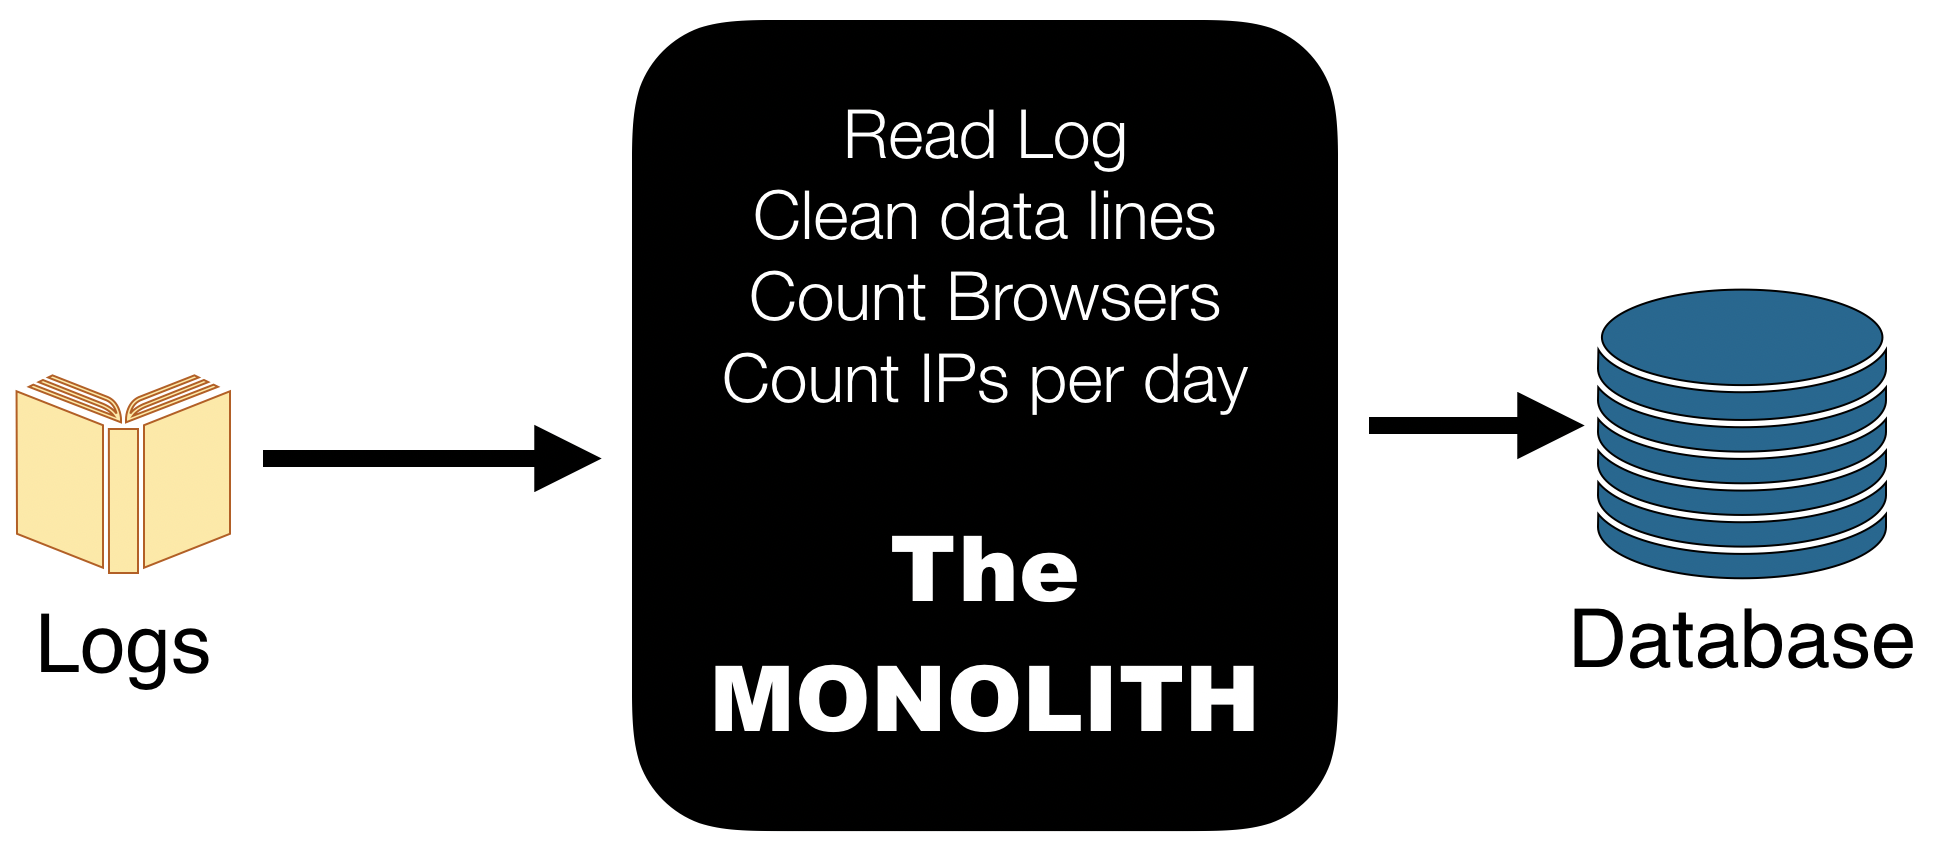 Read Log
Clean data lines
Count Browsers
Count IPs per day
The
MONOLITH
Logs
Database